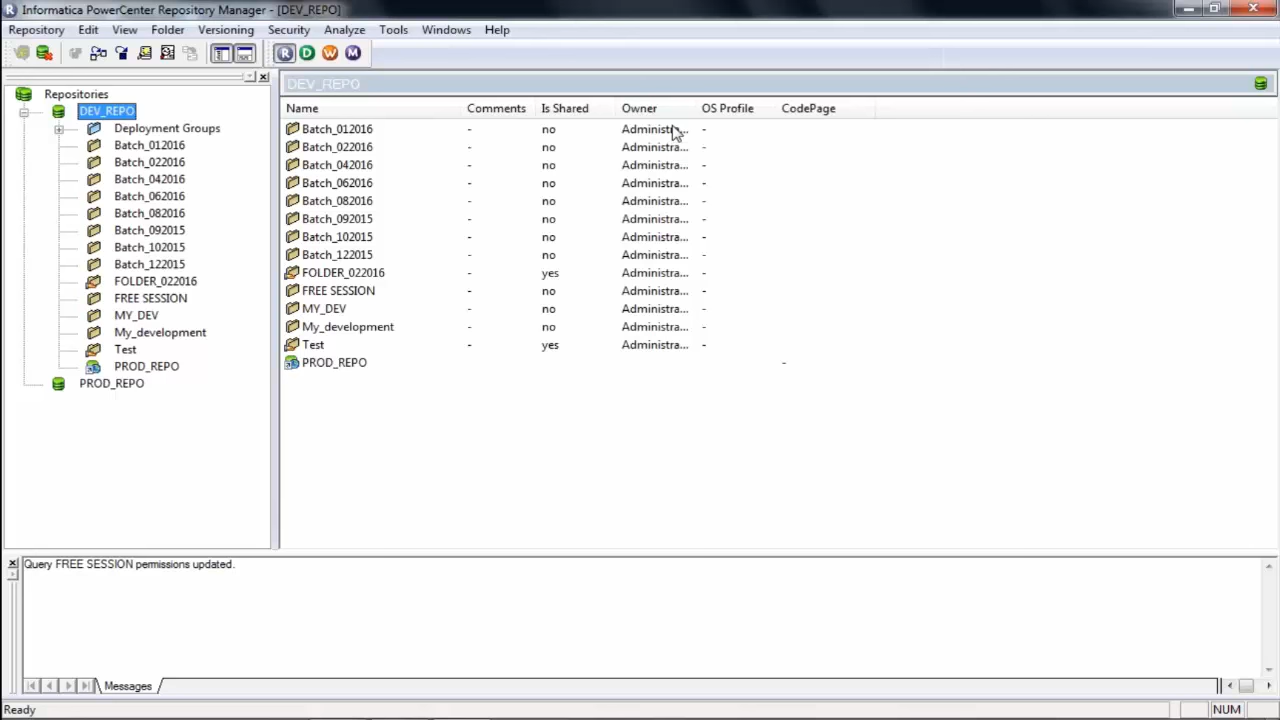 Informatica PowerCenter Repository Manager - [DEV_REPO]
Repository Edit View Folder Versioning Security Analyze Tools Windows Help
R D W M
Repositories
DEV_REPO
Deployment Groups
Batch_012016
Batch_022016
Batch_042016
Batch_062016
Batch_082016
Batch_092015
Batch_102015
Batch_122015
FOLDER_022016
FREE SESSION
MY_DEV
My_development
Test
PROD_REPO
PROD_REPO
DEV_REPO
Name Comments Is Shared Owner OS Profile CodePage
Batch_012016 - no Administra... -
Batch_022016 - no Administra... -
Batch_042016 - no Administra... -
Batch_062016 - no Administra... -
Batch_082016 - no Administra... -
Batch_092015 - no Administra... -
Batch_102015 - no Administra... -
Batch_122015 - no Administra... -
FOLDER_022016 - yes Administra... -
FREE SESSION - no Administra... -
MY_DEV - no Administra... -
My_development - no Administra... -
Test - yes Administra... -
PROD_REPO -
Query FREE SESSION permissions updated.
Messages
Ready NUM